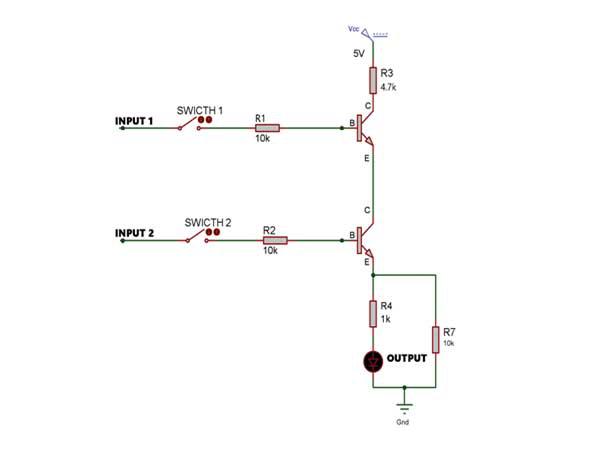 Vcc
5V
R3
4.7k
C
SWICTH 1
INPUT 1
R1
10k
B
E
C
SWICTH 2
INPUT 2
R2
10k
B
E
R4
1k
R7
10k
OUTPUT
Gnd